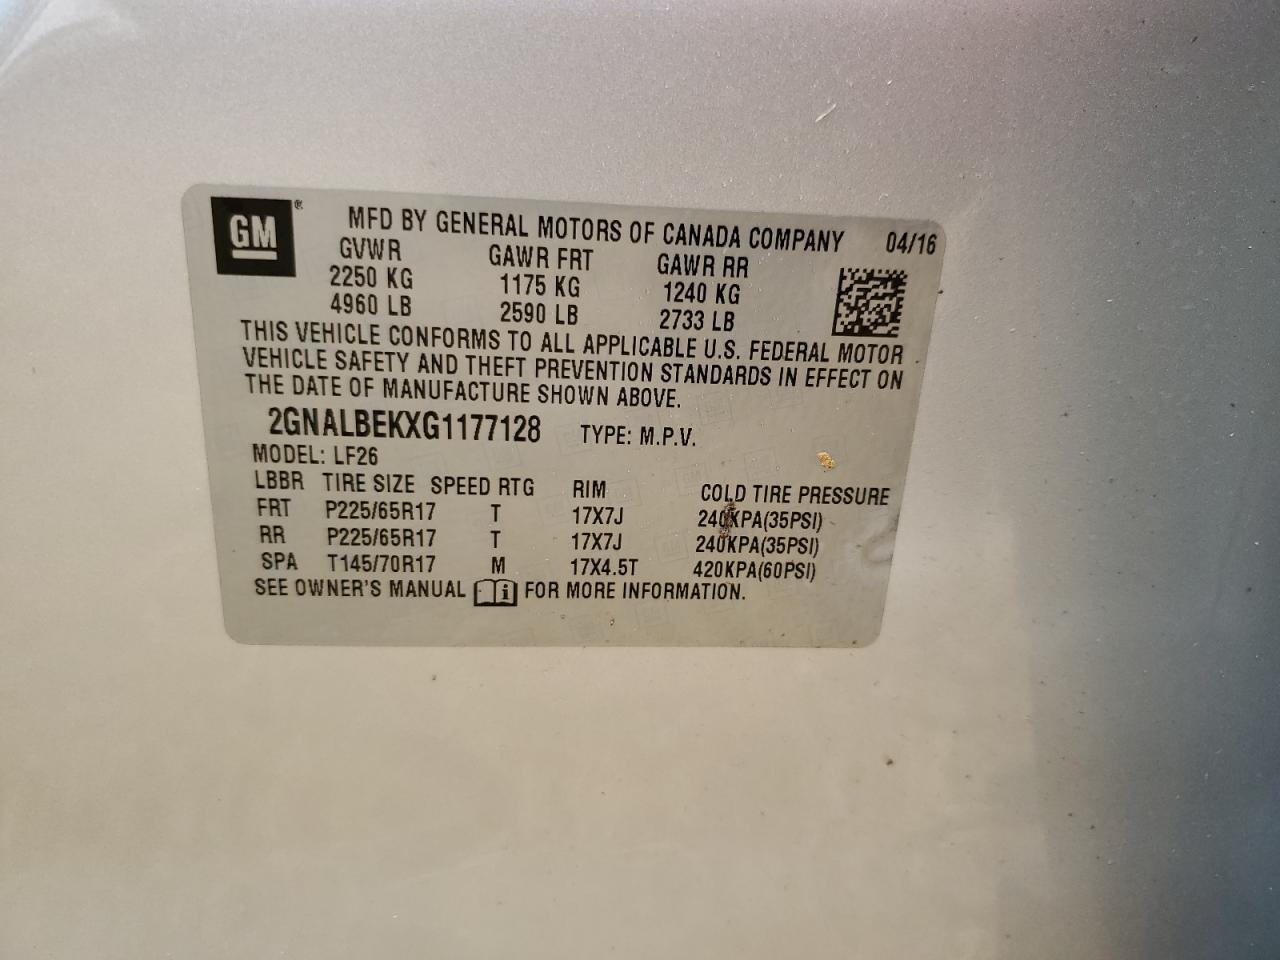 GM ®
MFD BY GENERAL MOTORS OF CANADA COMPANY 04/16
GVWR GAWR FRT GAWR RR
2250 KG 1175 KG 1240 KG
4960 LB 2590 LB 2733 LB
THIS VEHICLE CONFORMS TO ALL APPLICABLE U.S. FEDERAL MOTOR
VEHICLE SAFETY AND THEFT PREVENTION STANDARDS IN EFFECT ON
THE DATE OF MANUFACTURE SHOWN ABOVE.
2GNALBEKXG1177128 TYPE: M.P.V.
MODEL: LF26
LBBR TIRE SIZE SPEED RTG RIM COLD TIRE PRESSURE
FRT P225/65R17 T 17X7J 240KPA(35PSI)
RR P225/65R17 T 17X7J 240KPA(35PSI)
SPA T145/70R17 M 17X4.5T 420KPA(60PSI)
SEE OWNER'S MANUAL i FOR MORE INFORMATION.